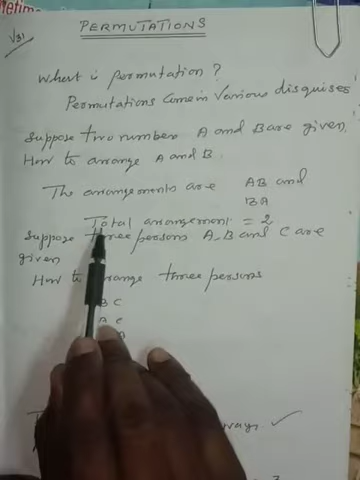 V31
PERMUTATIONS
What is permutation?
Permutations come in various disguises
Suppose two numbers A and B are given.
How to arrange A and B.
The arrangements are AB and
BA
Total arrangement = 2
Suppose three persons A, B and C are
given
How to arrange three persons
BC
ways